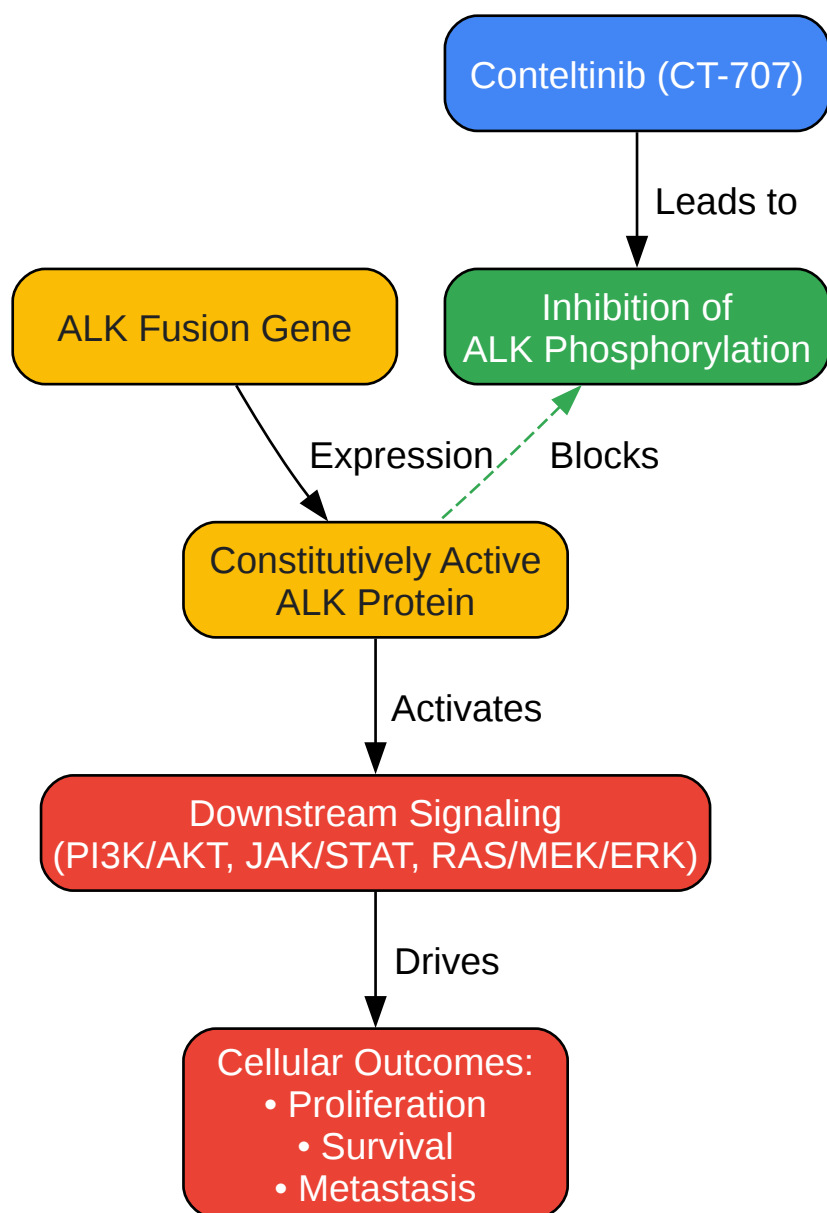 Conteltinib (CT-707)
Leads to
ALK Fusion Gene
Inhibition of
ALK Phosphorylation
Expression
Blocks
Constitutively Active
ALK Protein
Activates
Downstream Signaling
(PI3K/AKT, JAK/STAT, RAS/MEK/ERK)
Drives
Cellular Outcomes:
• Proliferation
• Survival
• Metastasis